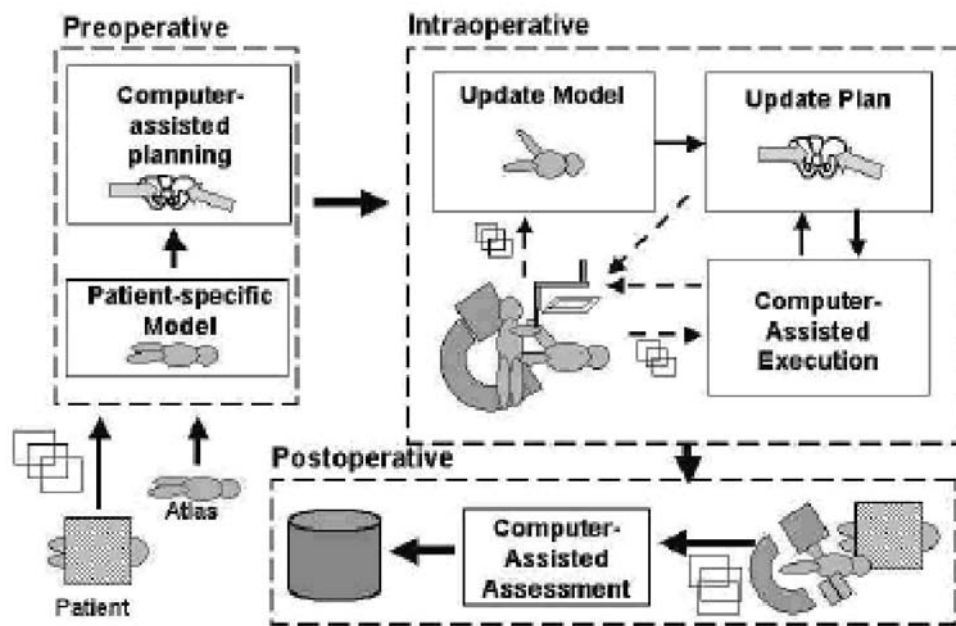 Preoperative
Computer-
assisted
planning
Patient-specific
Model
Atlas
Patient
Intraoperative
Update Model
Update Plan
Computer-
Assisted
Execution
Postoperative
Computer-
Assisted
Assessment